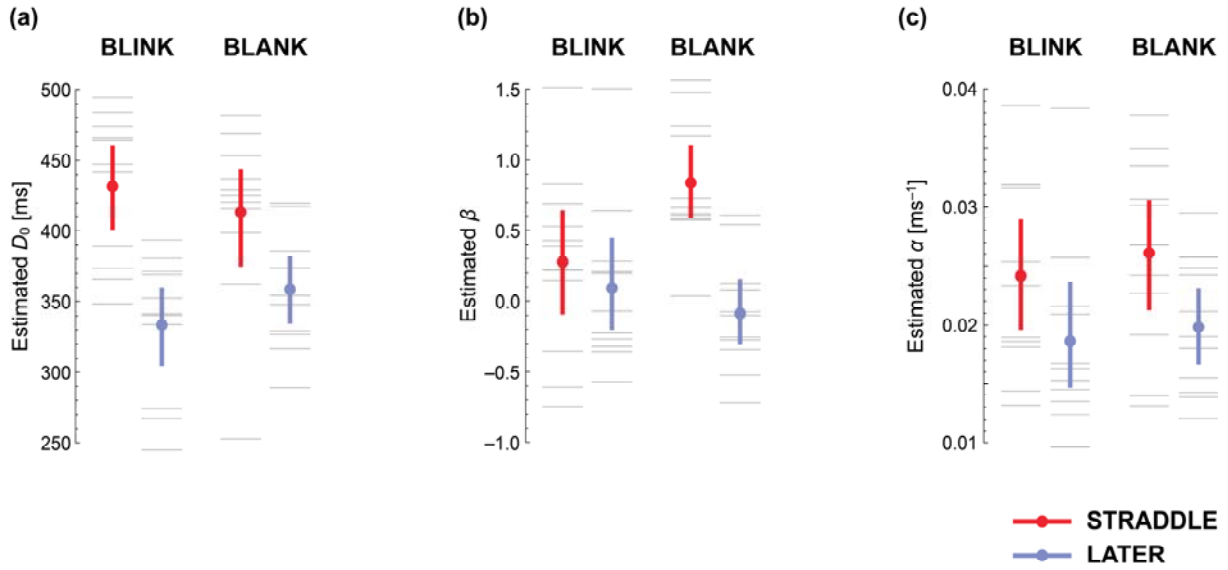 (a)
BLINK BLANK
Estimated D₀ [ms]
500
450
400
350
300
250
(b)
BLINK BLANK
Estimated β
1.5
1.0
0.5
0.0
–0.5
–1.0
(c)
BLINK BLANK
Estimated α [ms⁻¹]
0.04
0.03
0.02
0.01
STRADDLE
LATER